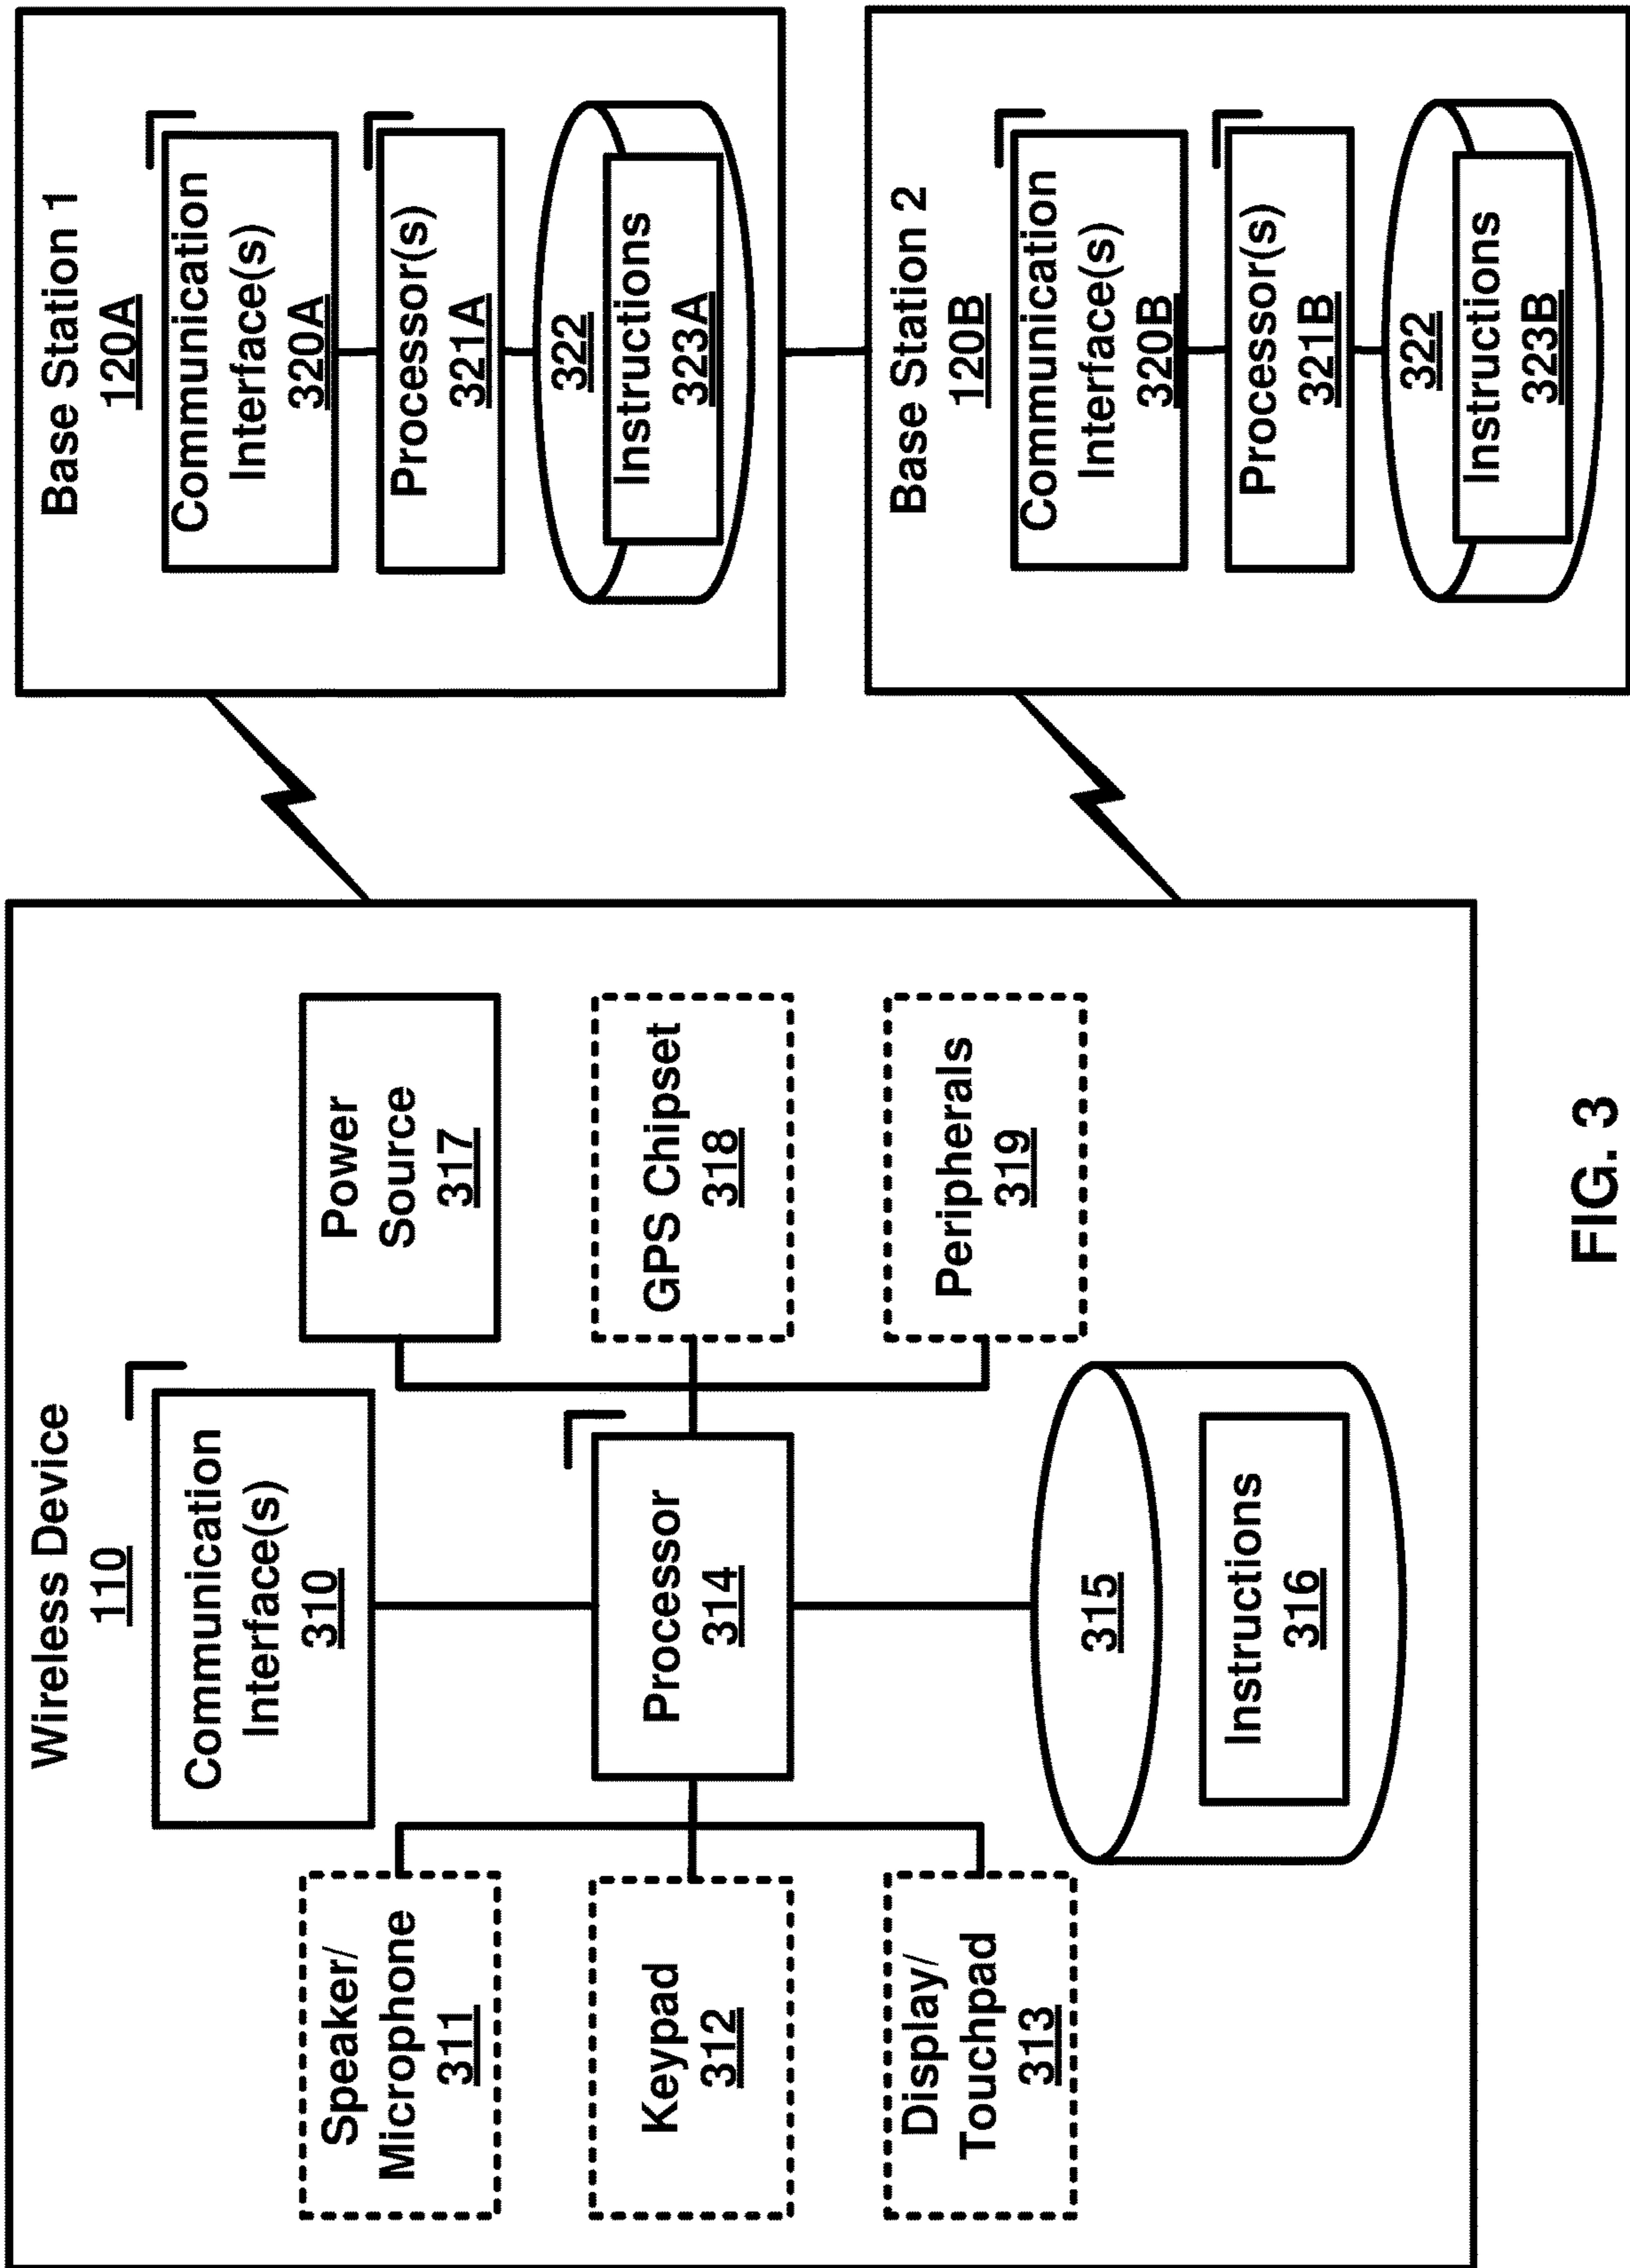 Wireless Device
110
Communication
Interface(s)
310
Speaker/
Microphone
311
Keypad
312
Display/
Touchpad
313
Processor
314
Power
Source
317
GPS Chipset
318
Peripherals
319
315
Instructions
316
Base Station 1
120A
Communication
Interface(s)
320A
Processor(s)
321A
322
Instructions
323A
Base Station 2
120B
Communication
Interface(s)
320B
Processor(s)
321B
322
Instructions
323B
FIG. 3